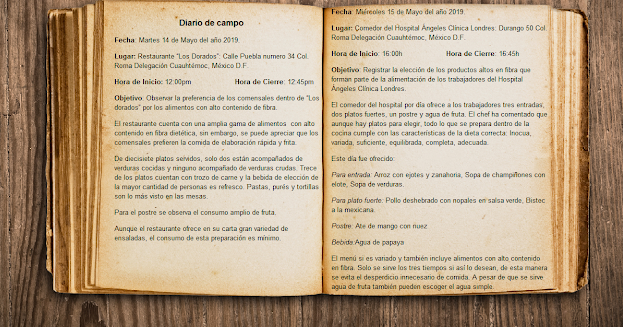 Diario de campo
Fecha: Martes 14 de Mayo del año 2019.
Lugar: Restaurante "Los Dorados": Calle Puebla numero 34 Col.
Roma Delegación Cuauhtémoc, México D.F.
Hora de Inicio: 12:00pm Hora de Cierre: 12:45pm
Objetivo: Observar la preferencia de los comensales dentro de "Los
dorados" por los alimentos con alto contenido de fibra.
El restaurante cuenta con una amplia gama de alimentos con alto
contenido en fibra dietética, sin embargo, se puede apreciar que los
comensales prefieren la comida de elaboración rápida y frita.
De diecisiete platos servidos, solo dos están acompañados de
verduras cocidas y ninguno acompañado de verduras crudas. Trece
de los platos cuentan con trozo de carne y la bebida de elección de
la mayor cantidad de personas es refresco. Pastas, purés y tortillas
son lo más visto en las mesas.
Para el postre se observa el consumo amplio de fruta.
Aunque el restaurante ofrece en su carta gran variedad de
ensaladas, el consumo de esta preparación es mínimo.
Fecha: Miércoles 15 de Mayo del año 2019.
Lugar: Comedor del Hospital Ángeles Clínica Londres: Durango 50 Col.
Roma Delegación Cuauhtémoc, México D.F.
Hora de Inicio: 16:00h Hora de Cierre: 16:45h
Objetivo: Registrar la elección de los productos altos en fibra que
forman parte de la alimentación de los trabajadores del Hospital
Ángeles Clínica Londres.
El comedor del hospital por día ofrece a los trabajadores tres entradas,
dos platos fuertes, un postre y agua de fruta. El chef ha comentado que
aunque hay platos para elegir, todo lo que se prepara dentro de la
cocina cumple con las características de la dieta correcta: Inocua,
variada, suficiente, equilibrada, completa, adecuada.
Este día fue ofrecido:
Para entrada: Arroz con ejotes y zanahoria, Sopa de champiñones con
elote, Sopa de verduras.
Para plato fuerte: Pollo deshebrado con nopales en salsa verde, Bistec
a la mexicana.
Postre: Ate de mango con nuez
Bebida:Agua de papaya
El menú si es variado y también incluye alimentos con alto contenido
en fibra. Solo se sirve los tres tiempos si así lo desean, de esta manera
se evita el desperdicio innecesario de comida. A pesar de que se sirve
agua de fruta también pueden escoger el agua simple.